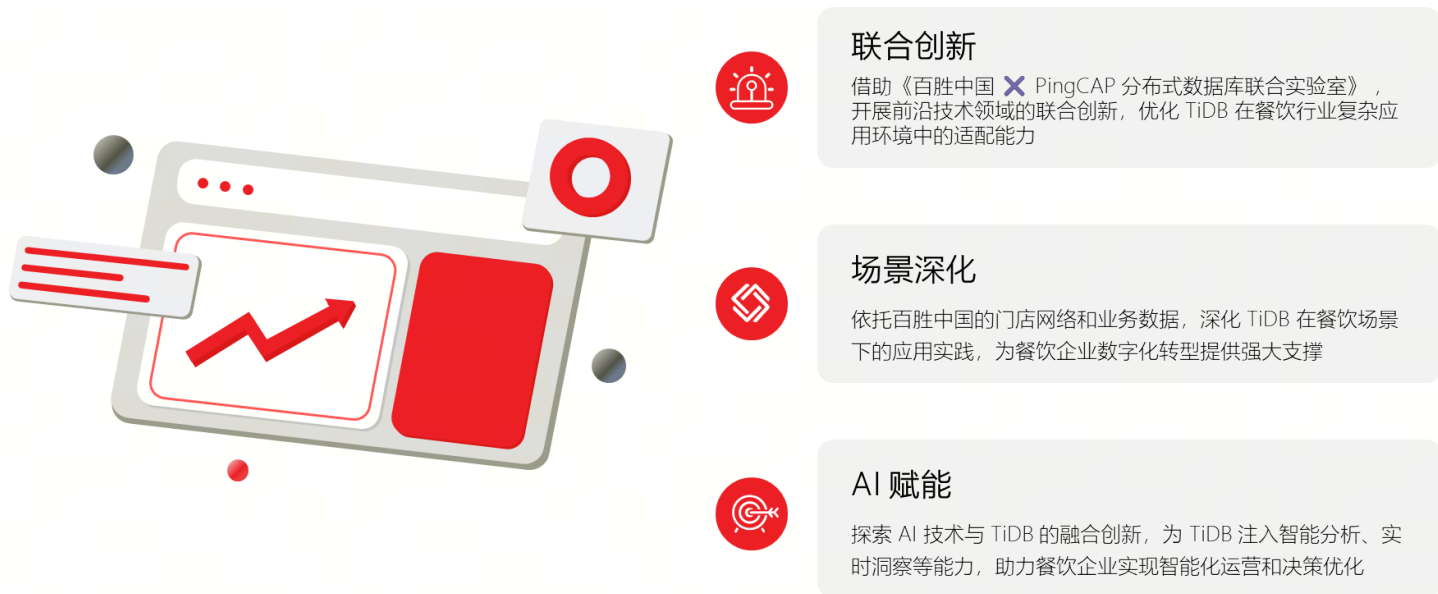 联合创新
借助《百胜中国 ❌ PingCAP 分布式数据库联合实验室》，
开展前沿技术领域的联合创新，优化 TiDB 在餐饮行业复杂应
用环境中的适配能力
场景深化
依托百胜中国的门店网络和业务数据，深化 TiDB 在餐饮场景
下的应用实践，为餐饮企业数字化转型提供强大支撑
AI 赋能
探索 AI 技术与 TiDB 的融合创新，为 TiDB 注入智能分析、实
时洞察等能力，助力餐饮企业实现智能化运营和决策优化